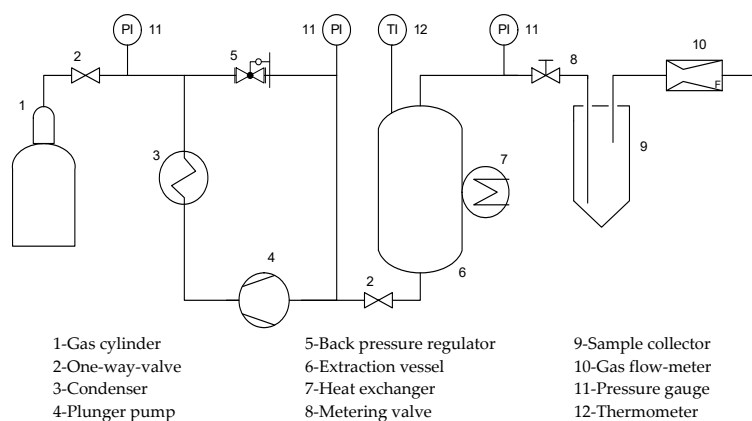 PI 11 11 PI TI 12 PI 11
2 5 8 10
1 F
3 7 9
4
2 6
1-Gas cylinder 5-Back pressure regulator 9-Sample collector
2-One-way-valve 6-Extraction vessel 10-Gas flow-meter
3-Condenser 7-Heat exchanger 11-Pressure gauge
4-Plunger pump 8-Metering valve 12-Thermometer